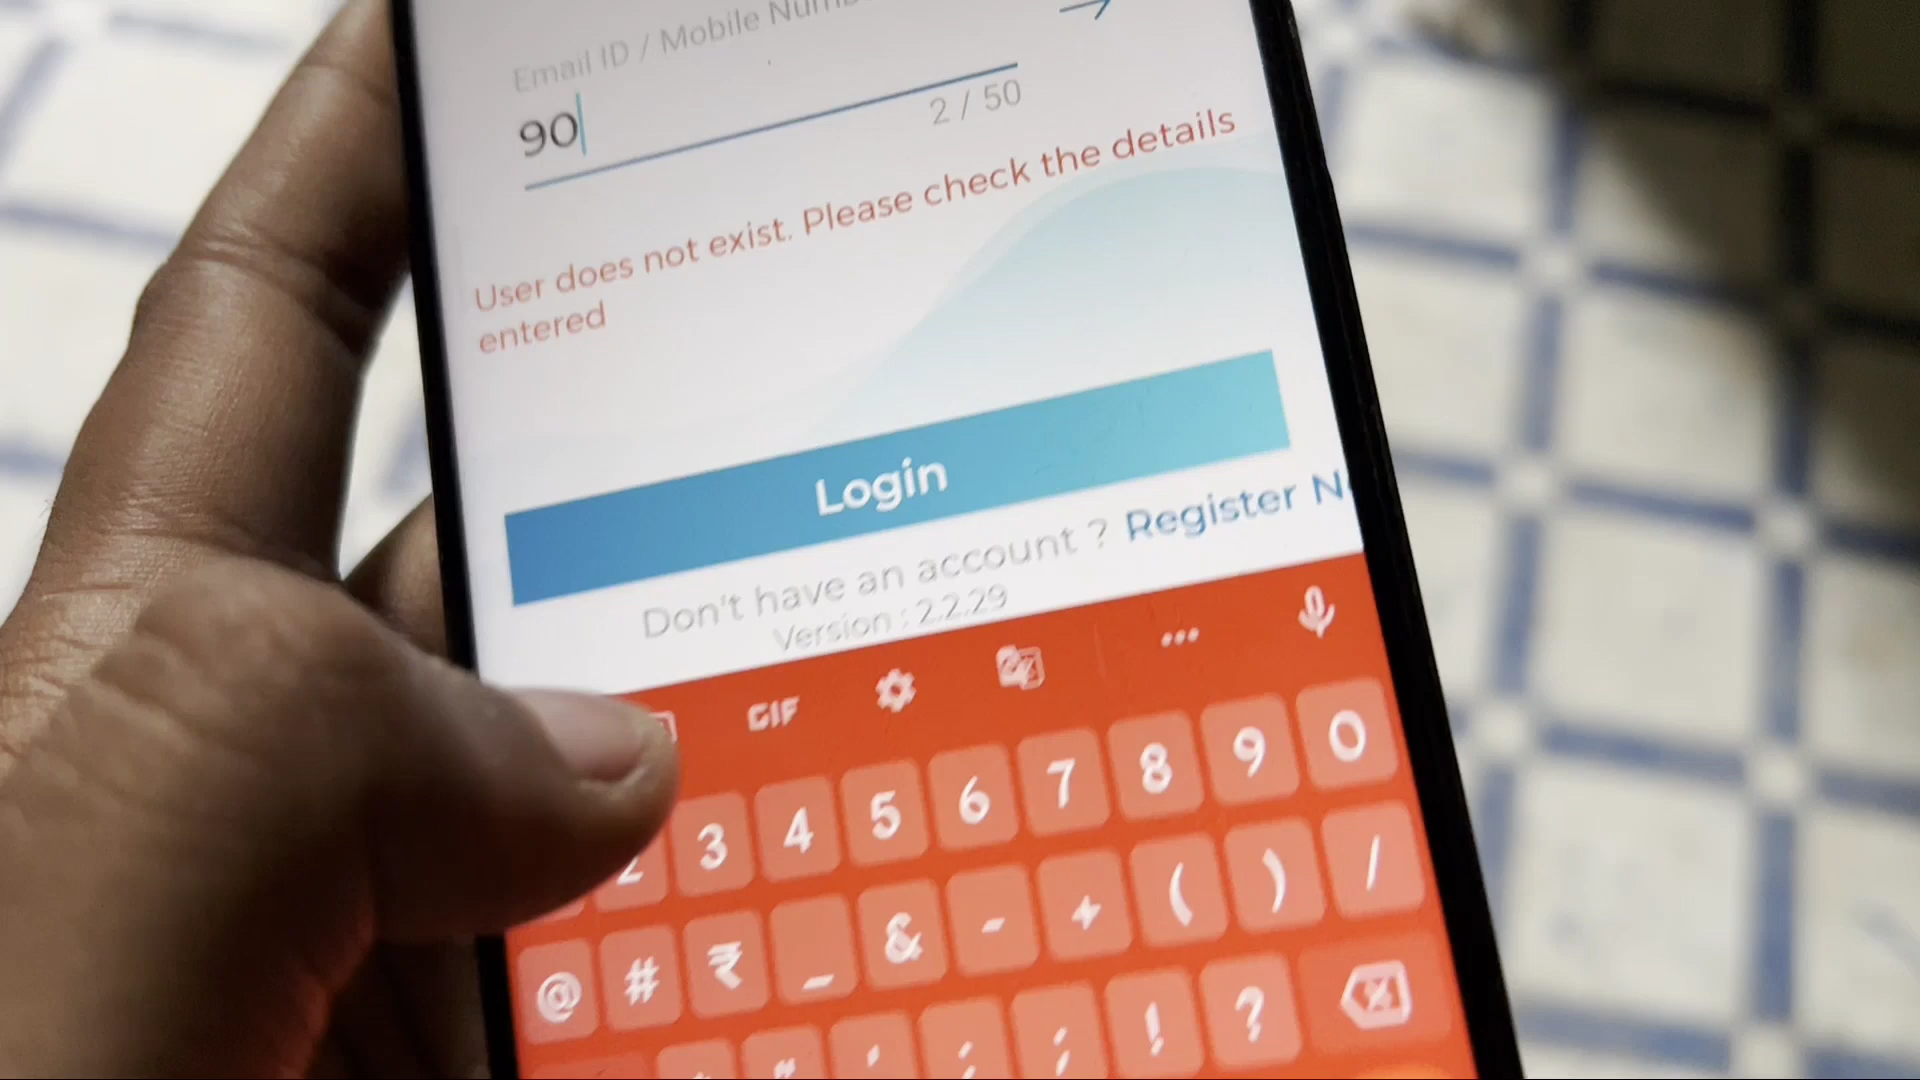 Email ID / Mobile
90
2 / 50
User does not exist. Please check the details
entered
Login
Don't have an account ? Register
Version : 2.2.29
GIF
2 3 4 5 6 7 8 9 0
@ # ₹ _ & - + ( ) /
" ' : ; ! ?